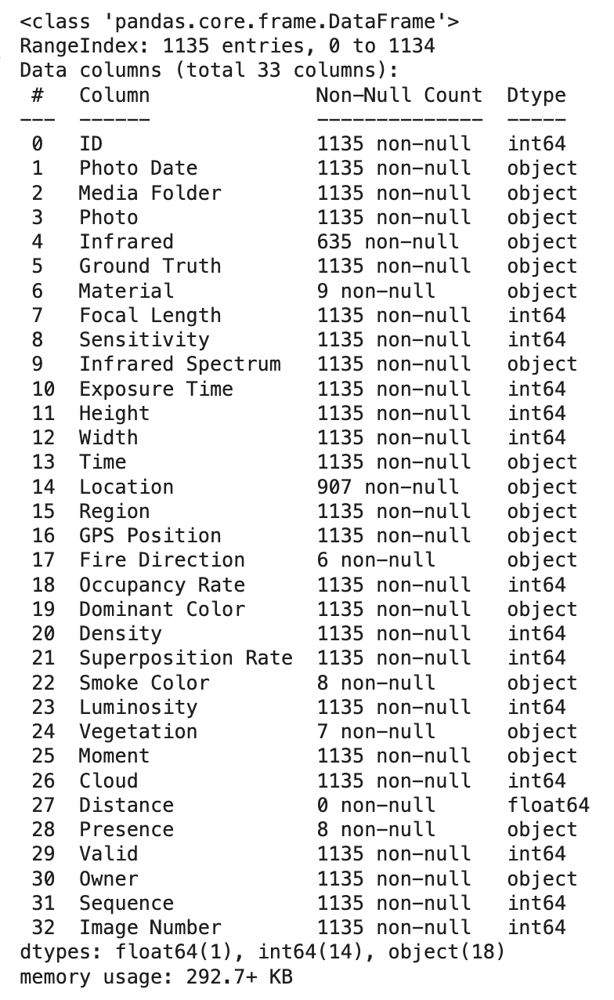 <class 'pandas.core.frame.DataFrame'>
RangeIndex: 1135 entries, 0 to 1134
Data columns (total 33 columns):
 #   Column              Non-Null Count  Dtype
---  ------              --------------  -----
 0   ID                  1135 non-null   int64
 1   Photo Date          1135 non-null   object
 2   Media Folder        1135 non-null   object
 3   Photo               1135 non-null   object
 4   Infrared            635 non-null    object
 5   Ground Truth        1135 non-null   object
 6   Material            9 non-null      object
 7   Focal Length        1135 non-null   int64
 8   Sensitivity         1135 non-null   int64
 9   Infrared Spectrum   1135 non-null   object
 10  Exposure Time       1135 non-null   int64
 11  Height              1135 non-null   int64
 12  Width               1135 non-null   int64
 13  Time                1135 non-null   object
 14  Location            907 non-null    object
 15  Region              1135 non-null   object
 16  GPS Position        1135 non-null   object
 17  Fire Direction      6 non-null      object
 18  Occupancy Rate      1135 non-null   int64
 19  Dominant Color      1135 non-null   object
 20  Density             1135 non-null   int64
 21  Superposition Rate  1135 non-null   int64
 22  Smoke Color         8 non-null      object
 23  Luminosity          1135 non-null   int64
 24  Vegetation          7 non-null      object
 25  Moment              1135 non-null   object
 26  Cloud               1135 non-null   int64
 27  Distance            0 non-null      float64
 28  Presence            8 non-null      object
 29  Valid               1135 non-null   int64
 30  Owner               1135 non-null   object
 31  Sequence            1135 non-null   int64
 32  Image Number        1135 non-null   int64
dtypes: float64(1), int64(14), object(18)
memory usage: 292.7+ KB